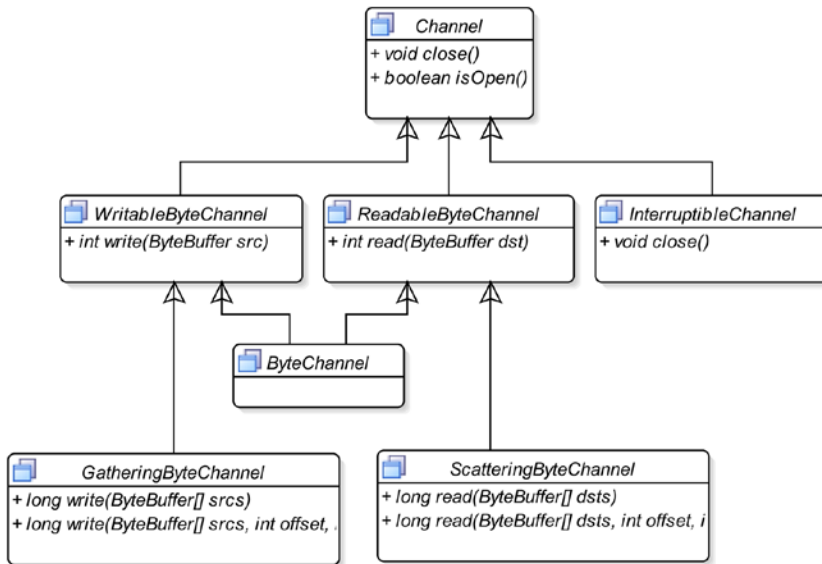 Channel
+ void close()
+ boolean isOpen()
WritableByteChannel
+ int write(ByteBuffer src)
ReadableByteChannel
+ int read(ByteBuffer dst)
InterruptibleChannel
+ void close()
ByteChannel
GatheringByteChannel
+ long write(ByteBuffer[] srcs)
+ long write(ByteBuffer[] srcs, int offset,
ScatteringByteChannel
+ long read(ByteBuffer[] dsts)
+ long read(ByteBuffer[] dsts, int offset, i